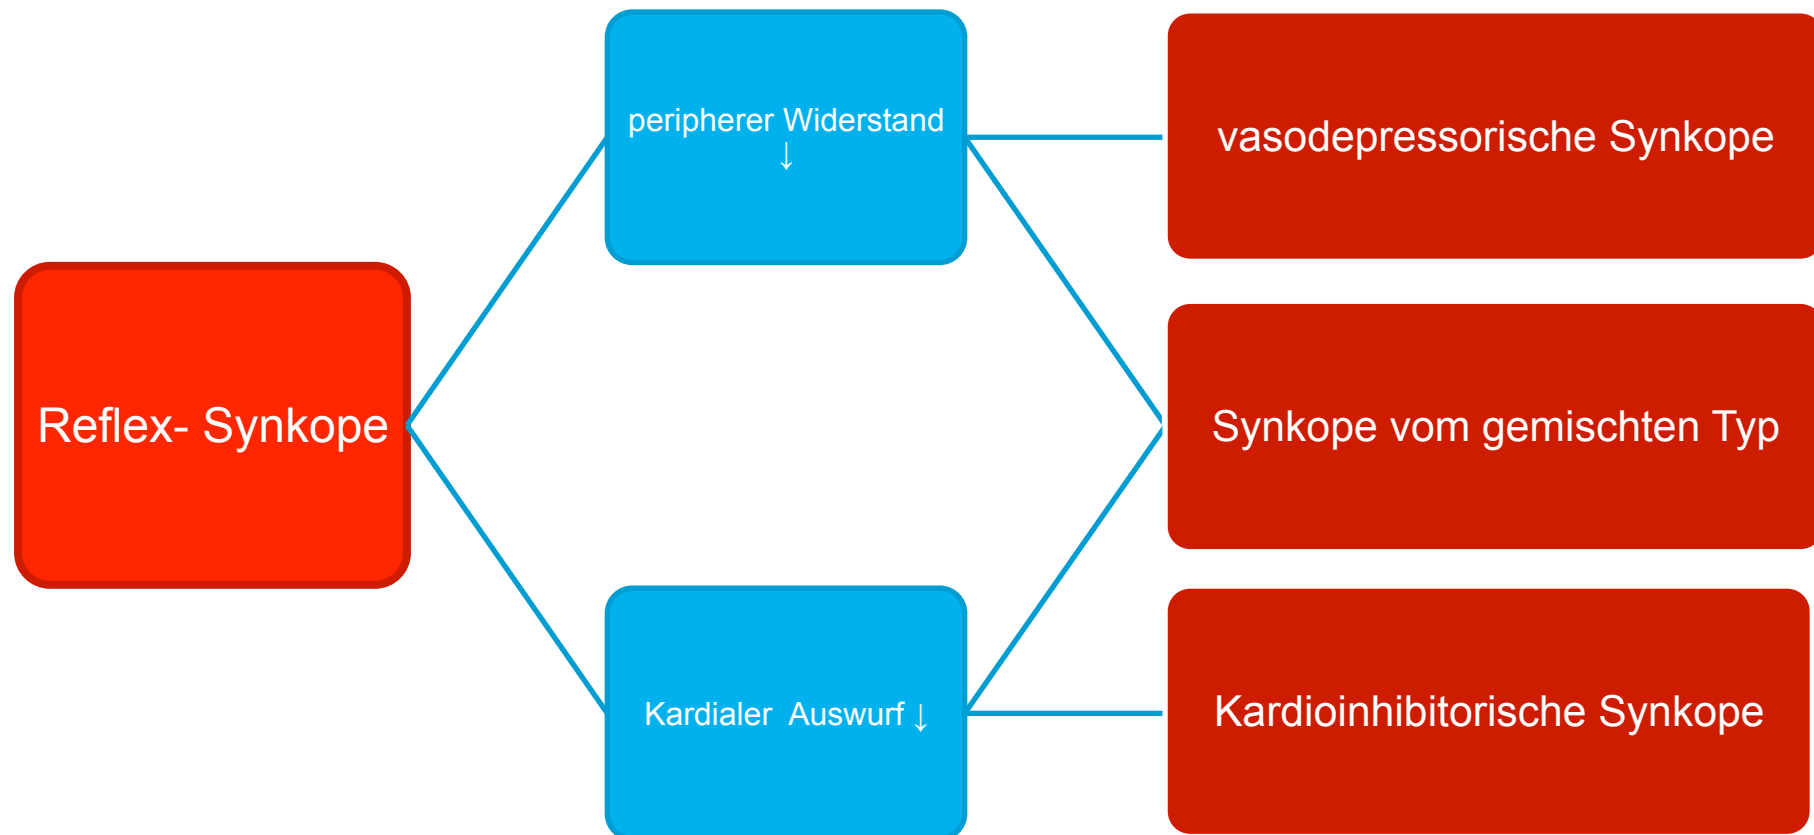 peripherer Widerstand
↓
vasodepressorische Synkope
Reflex- Synkope
Synkope vom gemischten Typ
Kardialer Auswurf ↓
Kardioinhibitorische Synkope